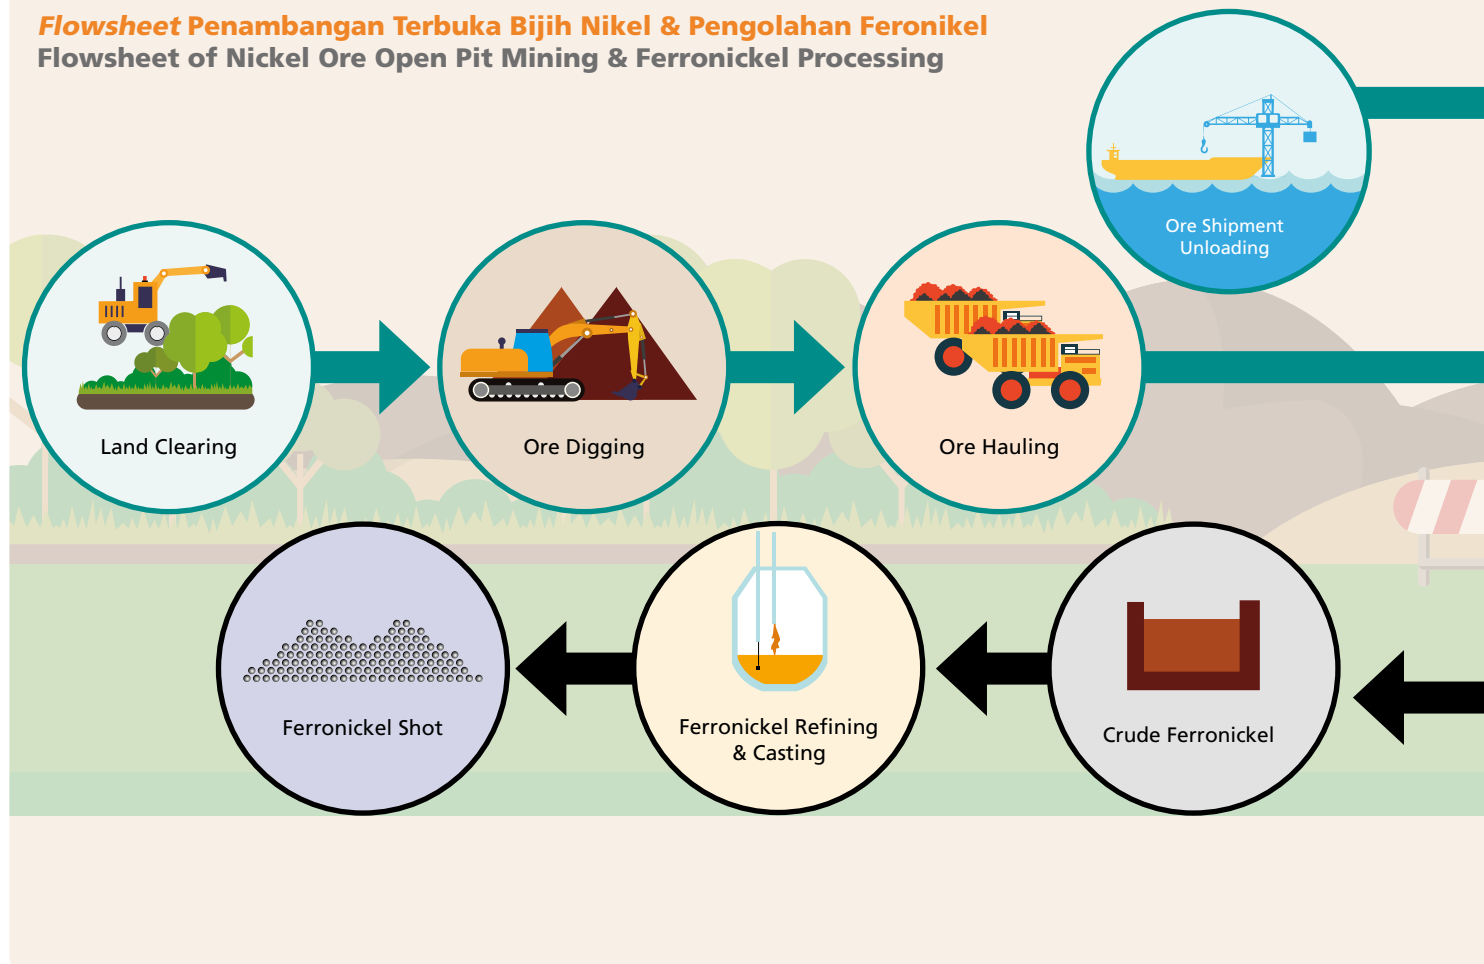 Flowsheet Penambangan Terbuka Bijih Nikel & Pengolahan Feronikel
Flowsheet of Nickel Ore Open Pit Mining & Ferronickel Processing
Ore Shipment
Unloading
Land Clearing
Ore Digging
Ore Hauling
Ferronickel Shot
Ferronickel Refining
& Casting
Crude Ferronickel